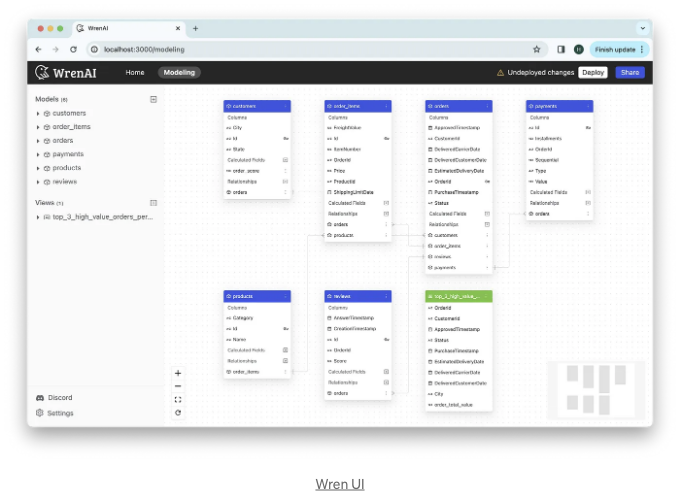 WrenAI
localhost:3000/modeling
Finish update
WrenAI
Home
Modeling
Undeployed changes
Deploy
Share
Models (6)
customers
order_items
orders
payments
products
reviews
Views (1)
top_3_high_value_orders_per...
Discord
Settings
customers
Columns
City
Id
State
Calculated Fields
order_score
Relationships
orders
order_items
Columns
FreightValue
Id
ItemNumber
OrderId
Price
ProductId
ShippingLimitDate
Calculated Fields
Relationships
orders
products
orders
Columns
ApprovedTimestamp
CustomerId
DeliveredCarrierDate
DeliveredCustomerDate
EstimatedDeliveryDate
OrderId
PurchaseTimestamp
Status
Calculated Fields
Relationships
customers
order_items
reviews
payments
payments
Columns
Id
Installments
OrderId
Sequential
Type
Value
Calculated Fields
Relationships
orders
products
Columns
Category
Id
Name
Calculated Fields
Relationships
order_items
reviews
Columns
AnswerTimestamp
CreationTimestamp
Id
OrderId
Score
Calculated Fields
Relationships
orders
top_3_high_value_...
OrderId
CustomerId
ApprovedTimestamp
Status
PurchaseTimestamp
EstimatedDeliveryDate
DeliveredCarrierDate
DeliveredCustomerDate
City
order_total_value
Wren UI